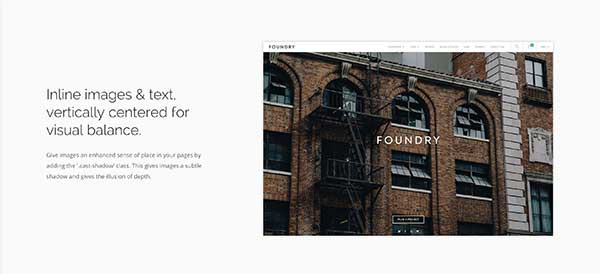 Inline images & text,
vertically centered for
visual balance.
Give images an enhanced sense of place in your pages by
adding the '.cast-shadow' class. This gives images a subtle
shadow and gives the illusion of depth.
FOUNDRY
FOUNDRY